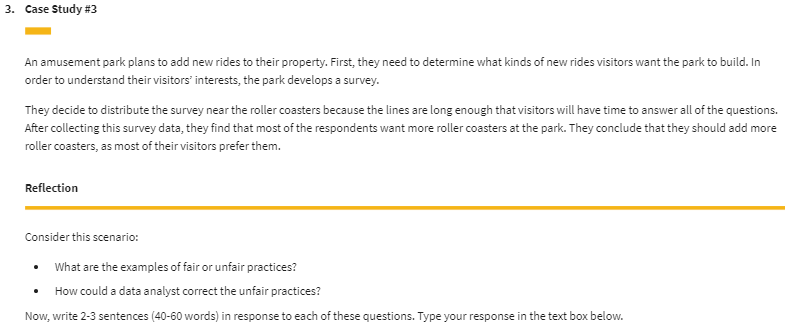 3. Case Study #3
An amusement park plans to add new rides to their property. First, they need to determine what kinds of new rides visitors want the park to build. In
order to understand their visitors' interests, the park develops a survey.
They decide to distribute the survey near the roller coasters because the lines are long enough that visitors will have time to answer all of the questions.
After collecting this survey data, they find that most of the respondents want more roller coasters at the park. They conclude that they should add more
roller coasters, as most of their visitors prefer them.
Reflection
Consider this scenario:
• What are the examples of fair or unfair practices?
• How could a data analyst correct the unfair practices?
Now, write 2-3 sentences (40-60 words) in response to each of these questions. Type your response in the text box below.